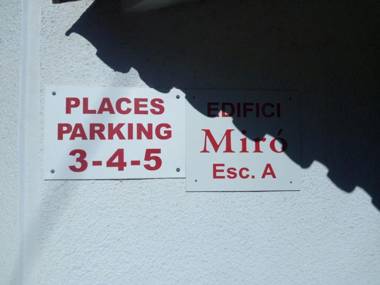 PLACES
PARKING
3-4-5
EDIFICI
Miró
Esc. A